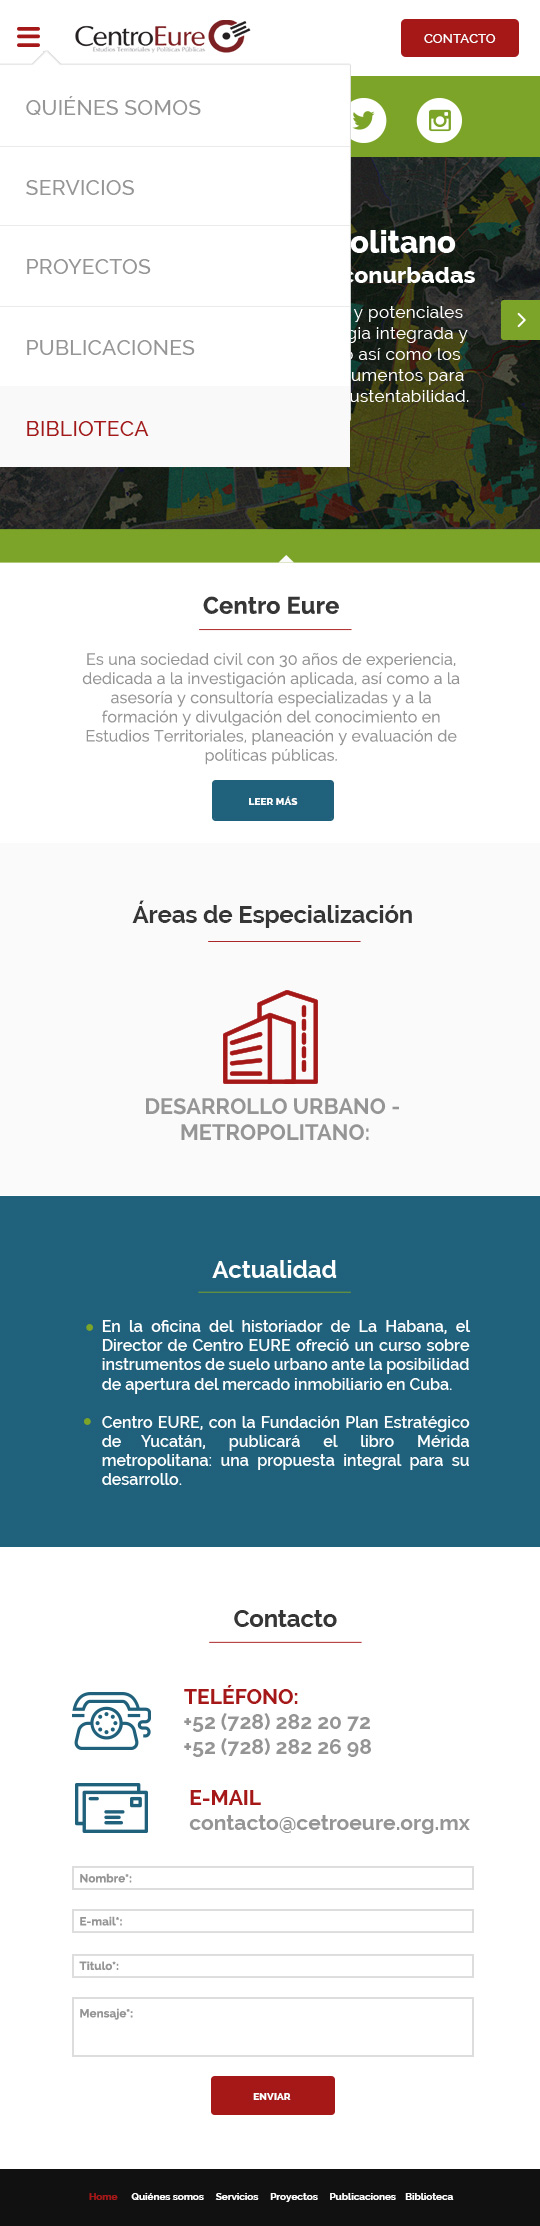 CentroEure
Estudios Territoriales y Políticas Públicas
CONTACTO
QUIÉNES SOMOS
SERVICIOS
PROYECTOS
PUBLICACIONES
BIBLIOTECA
olitano
conurbadas
y potenciales
gia integrada y
así como los
umentos para
ustentabilidad.
Centro Eure
Es una sociedad civil con 30 años de experiencia,
dedicada a la investigación aplicada, así como a la
asesoría y consultoría especializadas y a la
formación y divulgación del conocimiento en
Estudios Territoriales, planeación y evaluación de
políticas públicas.
LEER MÁS
Áreas de Especialización
DESARROLLO URBANO -
METROPOLITANO:
Actualidad
En la oficina del historiador de La Habana, el
Director de Centro EURE ofreció un curso sobre
instrumentos de suelo urbano ante la posibilidad
de apertura del mercado inmobiliario en Cuba.
Centro EURE, con la Fundación Plan Estratégico
de Yucatán, publicará el libro Mérida
metropolitana: una propuesta integral para su
desarrollo.
Contacto
TELÉFONO:
+52 (728) 282 20 72
+52 (728) 282 26 98
E-MAIL
contacto@cetroeure.org.mx
Nombre*:
E-mail*:
Titulo*:
Mensaje*:
ENVIAR
Home Quiénes somos Servicios Proyectos Publicaciones Biblioteca